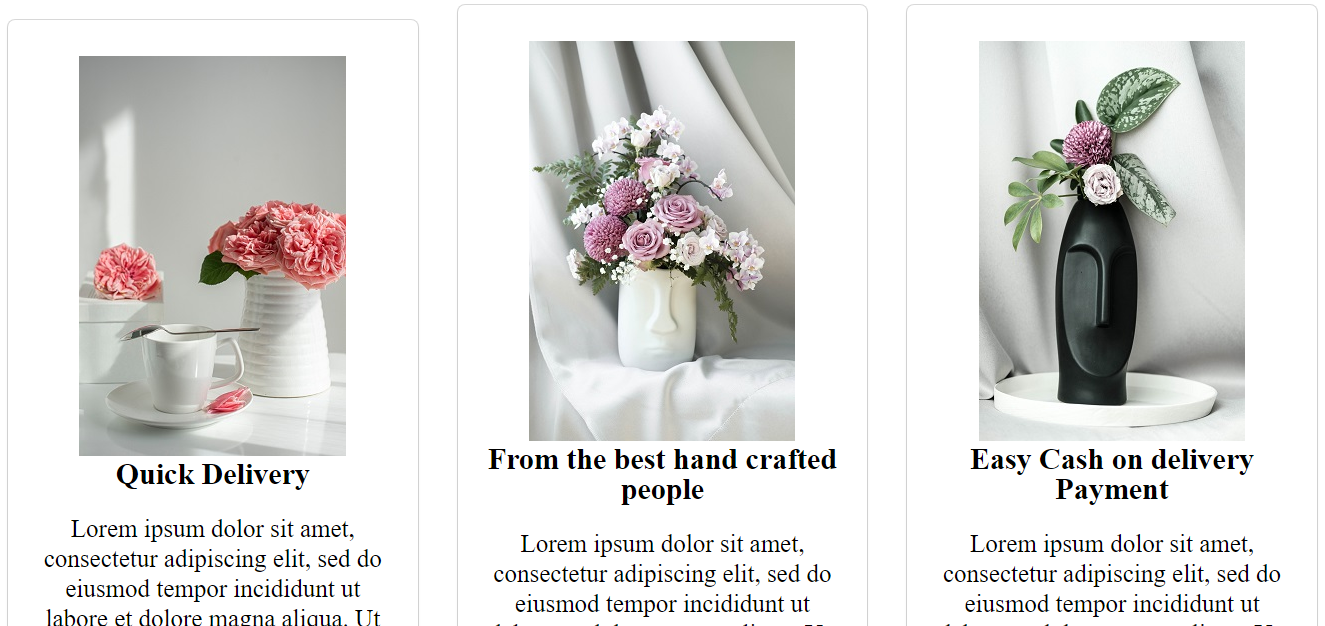 Quick Delivery
Lorem ipsum dolor sit amet,
consectetur adipiscing elit, sed do
eiusmod tempor incididunt ut
labore et dolore magna aliqua. Ut
From the best hand crafted
people
Lorem ipsum dolor sit amet,
consectetur adipiscing elit, sed do
eiusmod tempor incididunt ut
Easy Cash on delivery
Payment
Lorem ipsum dolor sit amet,
consectetur adipiscing elit, sed do
eiusmod tempor incididunt ut